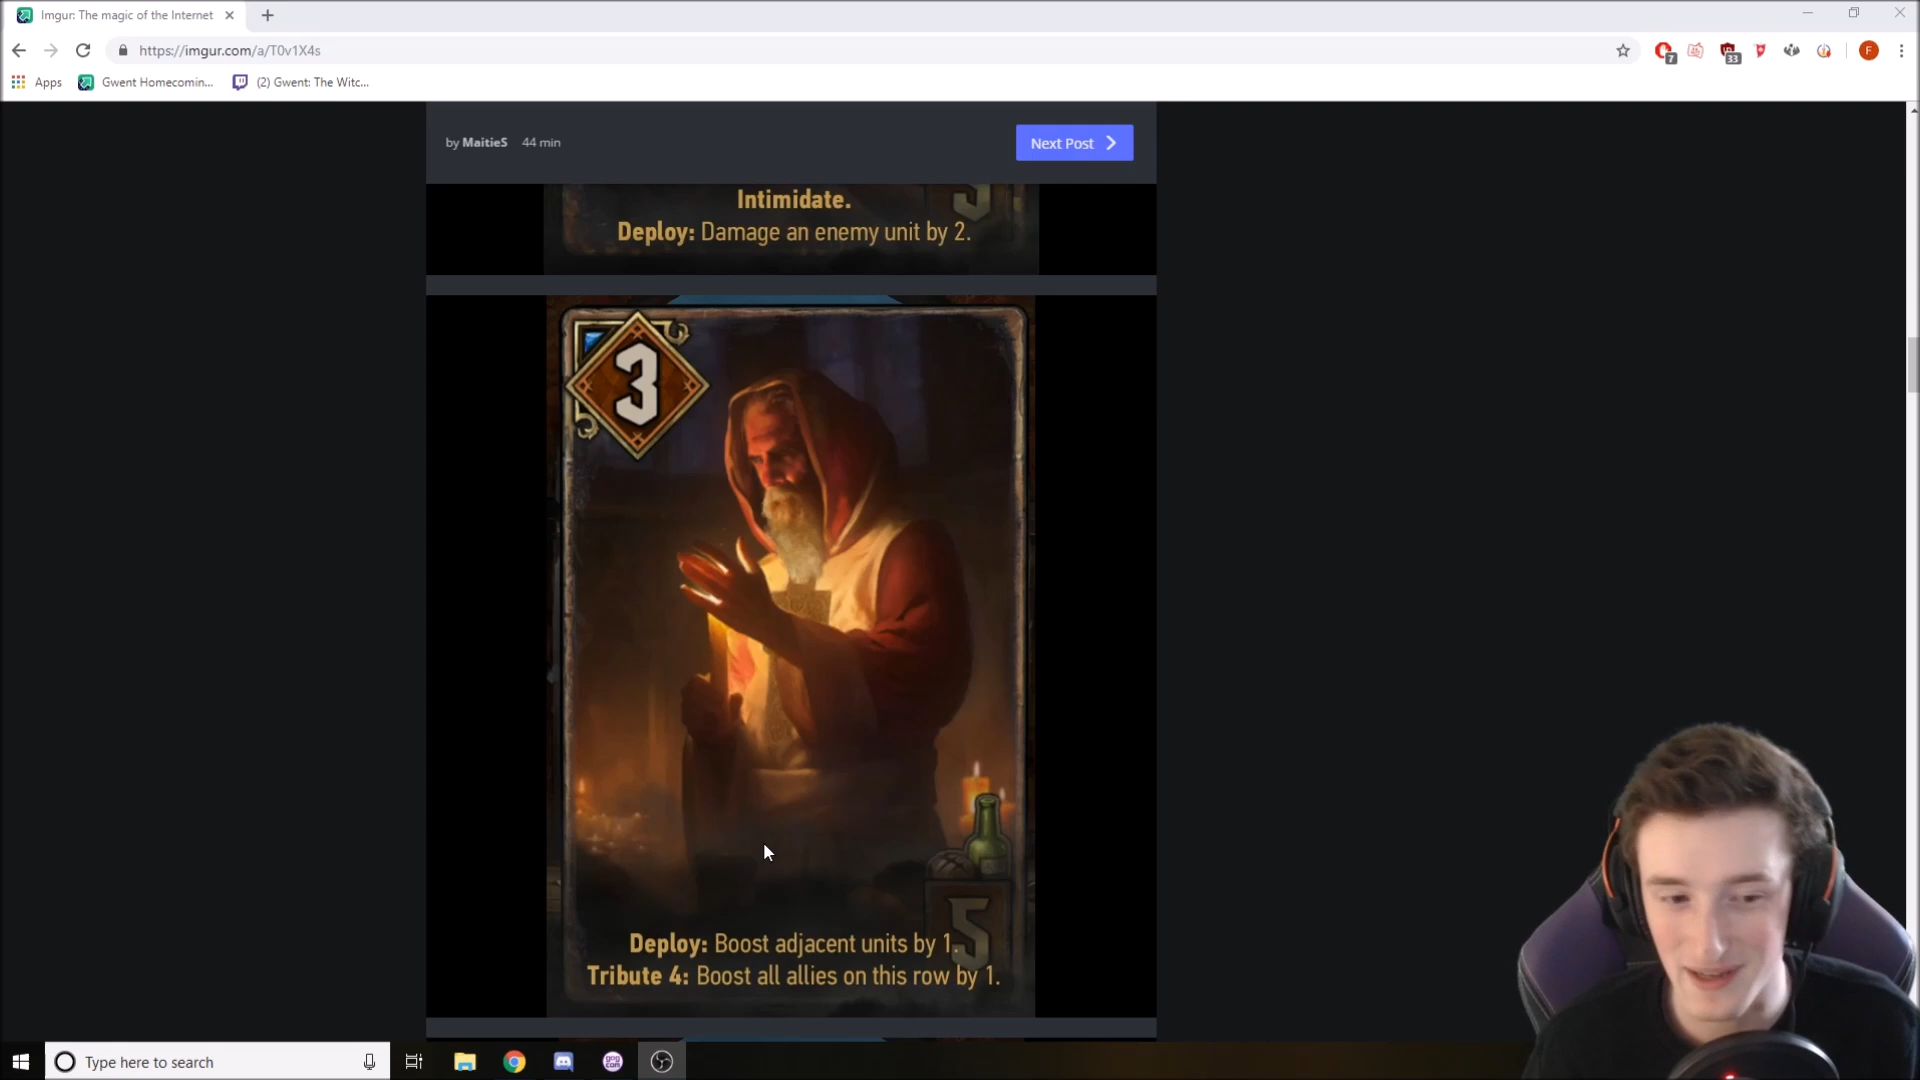 Imgur: The magic of the Internet
https://imgur.com/a/T0v1X4s
7
33
F
Apps
Gwent Homecomin...
(2) Gwent: The Witc...
by MaitieS 44 min
Next Post
Intimidate.
Deploy: Damage an enemy unit by 2.
3
5
Deploy: Boost adjacent units by 1.
Tribute 4: Boost all allies on this row by 1.
Type here to search